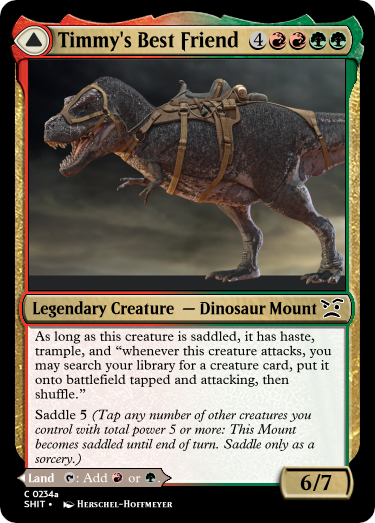 Timmy's Best Friend 4
Legendary Creature — Dinosaur Mount
As long as this creature is saddled, it has haste,
trample, and “whenever this creature attacks, you
may search your library for a creature card, put it
onto battlefield tapped and attacking, then
shuffle.”
Saddle 5 (Tap any number of other creatures you
control with total power 5 or more: This Mount
becomes saddled until end of turn. Saddle only as a
sorcery.)
Land : Add or .
6/7
C 0234a
SHIT • Herschel-Hoffmeyer